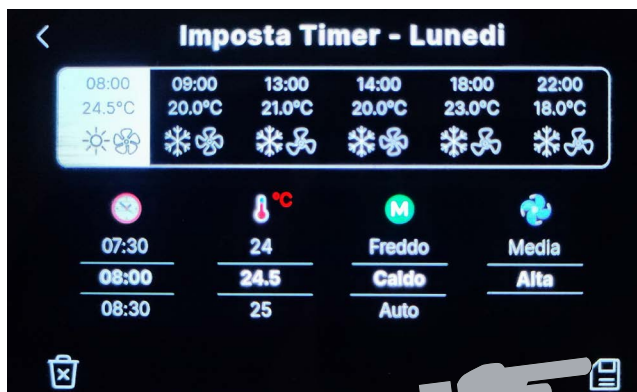 Imposta Timer - Lunedi
08:00 09:00 13:00 14:00 18:00 22:00
24.5°C 20.0°C 21.0°C 20.0°C 23.0°C 18.0°C
°C M
07:30 24 Freddo Media
08:00 24.5 Caldo Alta
08:30 25 Auto